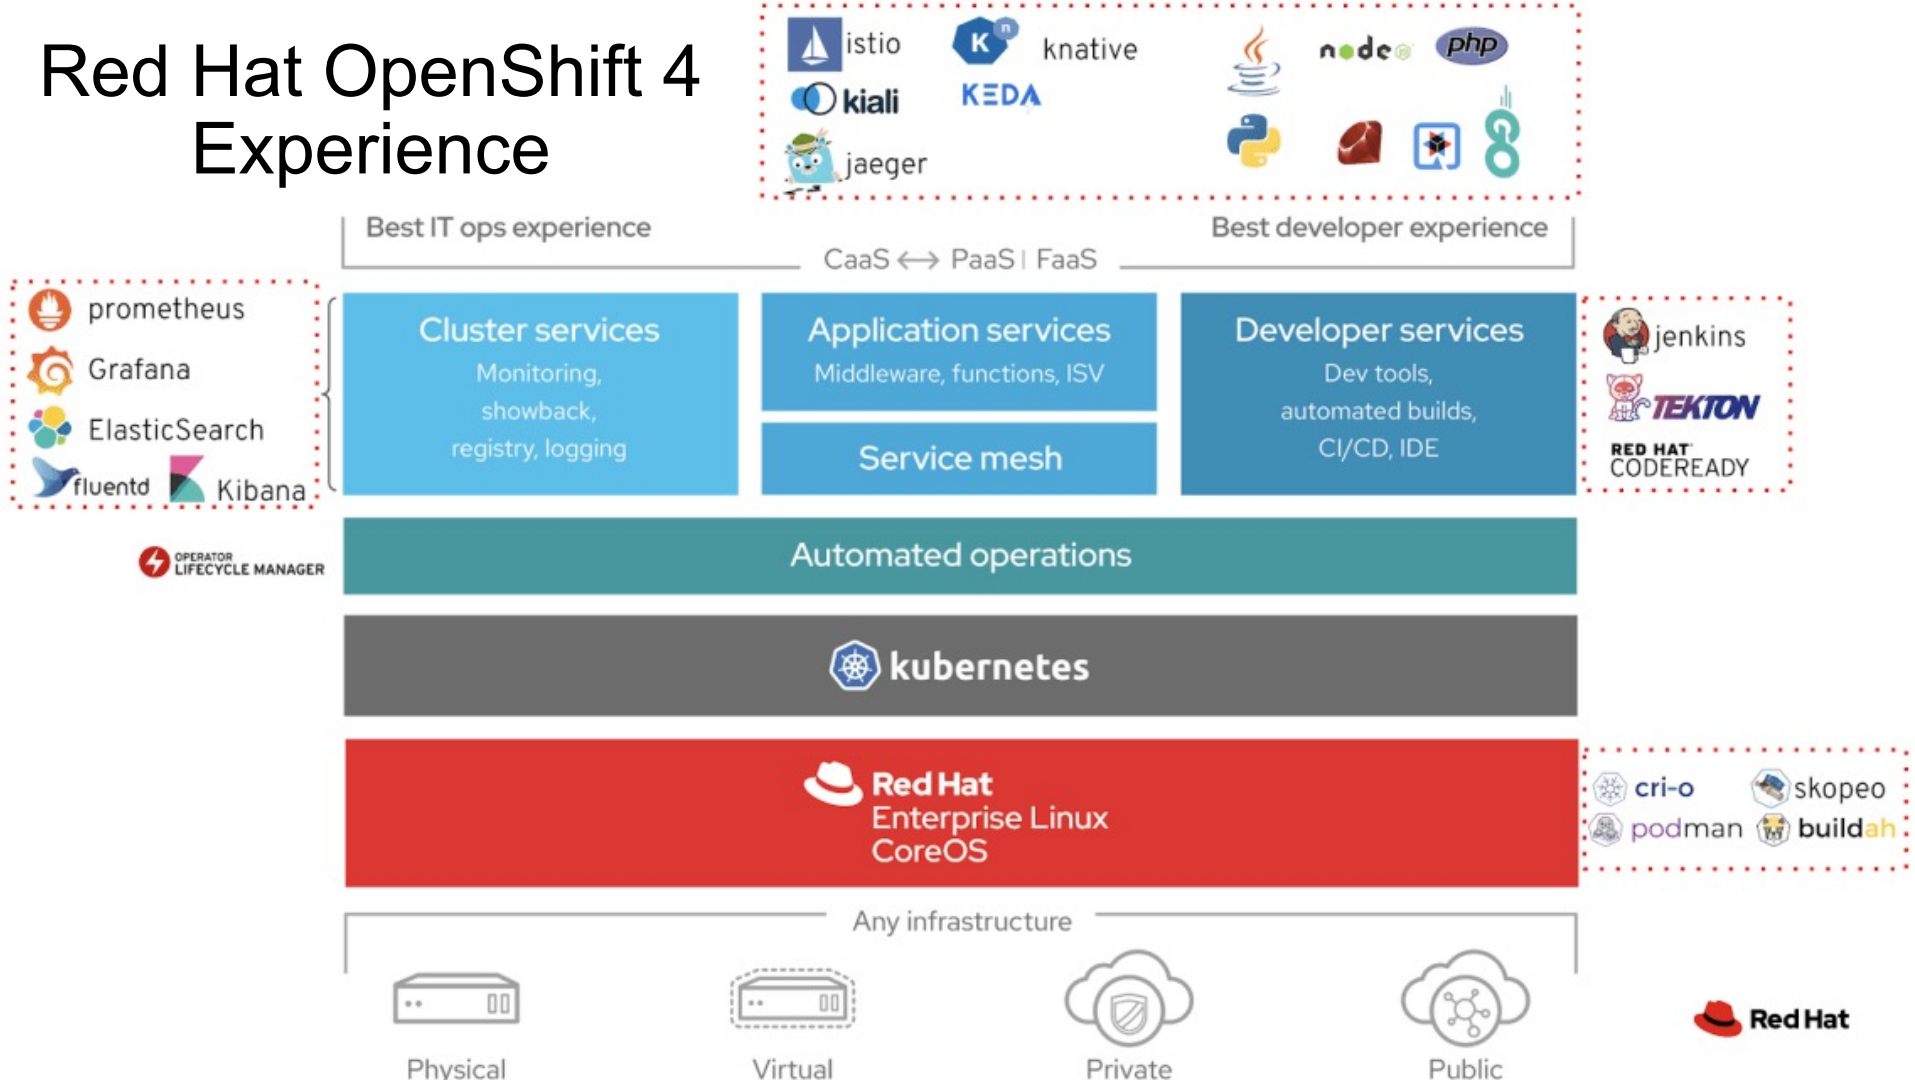 Red Hat OpenShift 4
Experience
istio
n
K
knative
node
JS
php
kiali
KEDA
GO
jaeger
Best IT ops experience
Best developer experience
CaaS ↔ PaaS | FaaS
prometheus
Grafana
ElasticSearch
fluentd
Kibana
Cluster services
Monitoring,
showback,
registry, logging
Application services
Middleware, functions, ISV
Service mesh
Developer services
Dev tools,
automated builds,
CI/CD, IDE
jenkins
TEKTON
RED HAT
CODEREADY
OPERATOR
LIFECYCLE MANAGER
Automated operations
kubernetes
Red Hat
Enterprise Linux
CoreOS
cri-o
skopeo
podman
buildah
Any infrastructure
Physical
Virtual
Private
Public
Red Hat